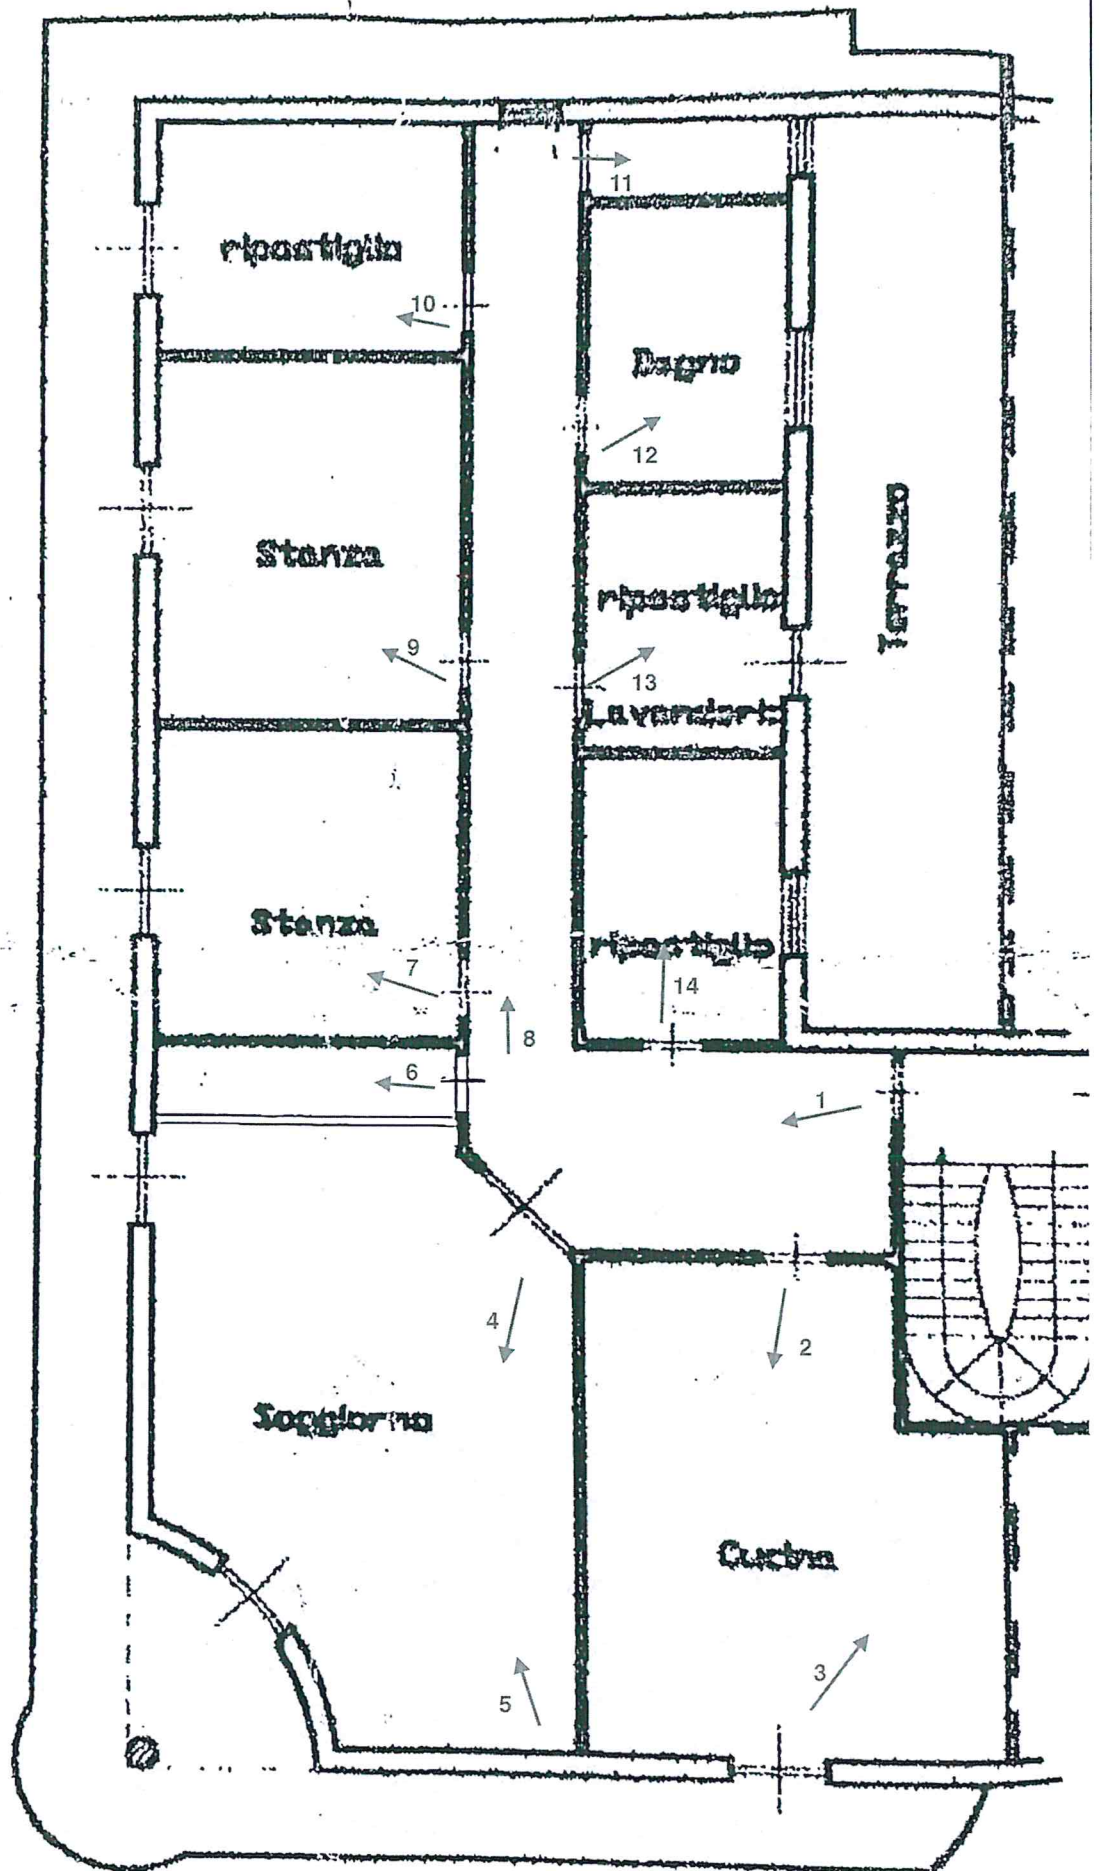 11
ripostiglio
10
Bagno
12
Stanza
Terrazzo
ripostiglio
9
13
Lavanderia
Stanza
ripostiglio
7
14
8
6
1
4
2
Soggiorno
Cucina
3
5